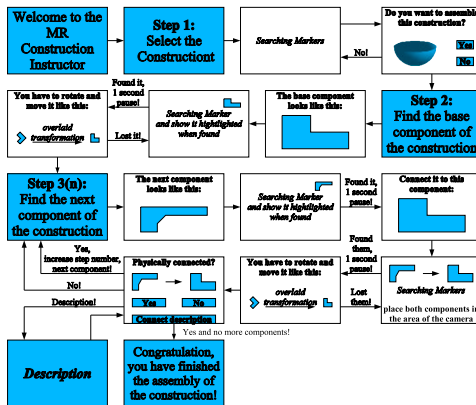 Welcome to the
MR
Construction
Instructor
Step 1:
Select the
Construction!
Searching Markers
Do you want to assemble
this construction?
Yes
No
No!
Step 2:
Find the base
component of
the construction
The base component
looks like this:
Searching Marker
and show it highlighted
when found
Found it,
1 second
pause!
Lost it!
You have to rotate and
move it like this:
overlaid
transformation
Step 3(n):
Find the next
component of
the construction
The next component
looks like this:
Searching Marker
and show it highlighted
when found
Found it,
1 second
pause!
Connect it to this
component:
Searching Markers
place both components in
the area of the camera
Found
them,
1 second
pause!
Lost
them!
You have to rotate and
move it like this:
overlaid
transformation
Physically connected?
Yes
No
Connect description
Yes,
increase step number,
next component!
No!
Description!
Yes and no more components!
Description
Congratulation,
you have finished
the assembly of
the construction!